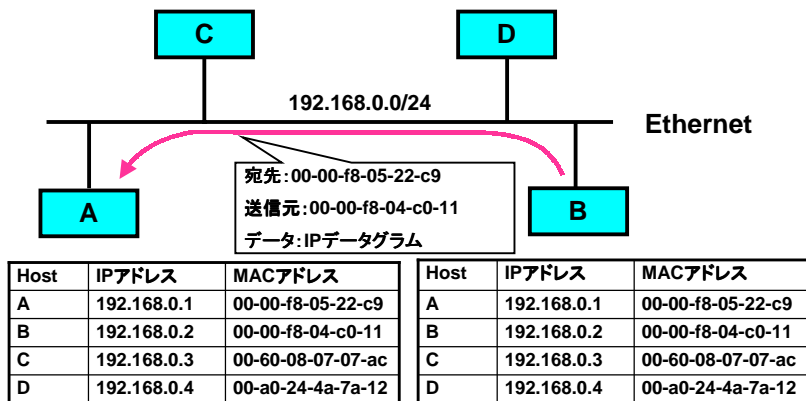 C
D
192.168.0.0/24
Ethernet
宛先:00-00-f8-05-22-c9
送信元:00-00-f8-04-c0-11
データ:IPデータグラム
A
B
Host IPアドレス MACアドレス
A 192.168.0.1 00-00-f8-05-22-c9
B 192.168.0.2 00-00-f8-04-c0-11
C 192.168.0.3 00-60-08-07-07-ac
D 192.168.0.4 00-a0-24-4a-7a-12
Host IPアドレス MACアドレス
A 192.168.0.1 00-00-f8-05-22-c9
B 192.168.0.2 00-00-f8-04-c0-11
C 192.168.0.3 00-60-08-07-07-ac
D 192.168.0.4 00-a0-24-4a-7a-12